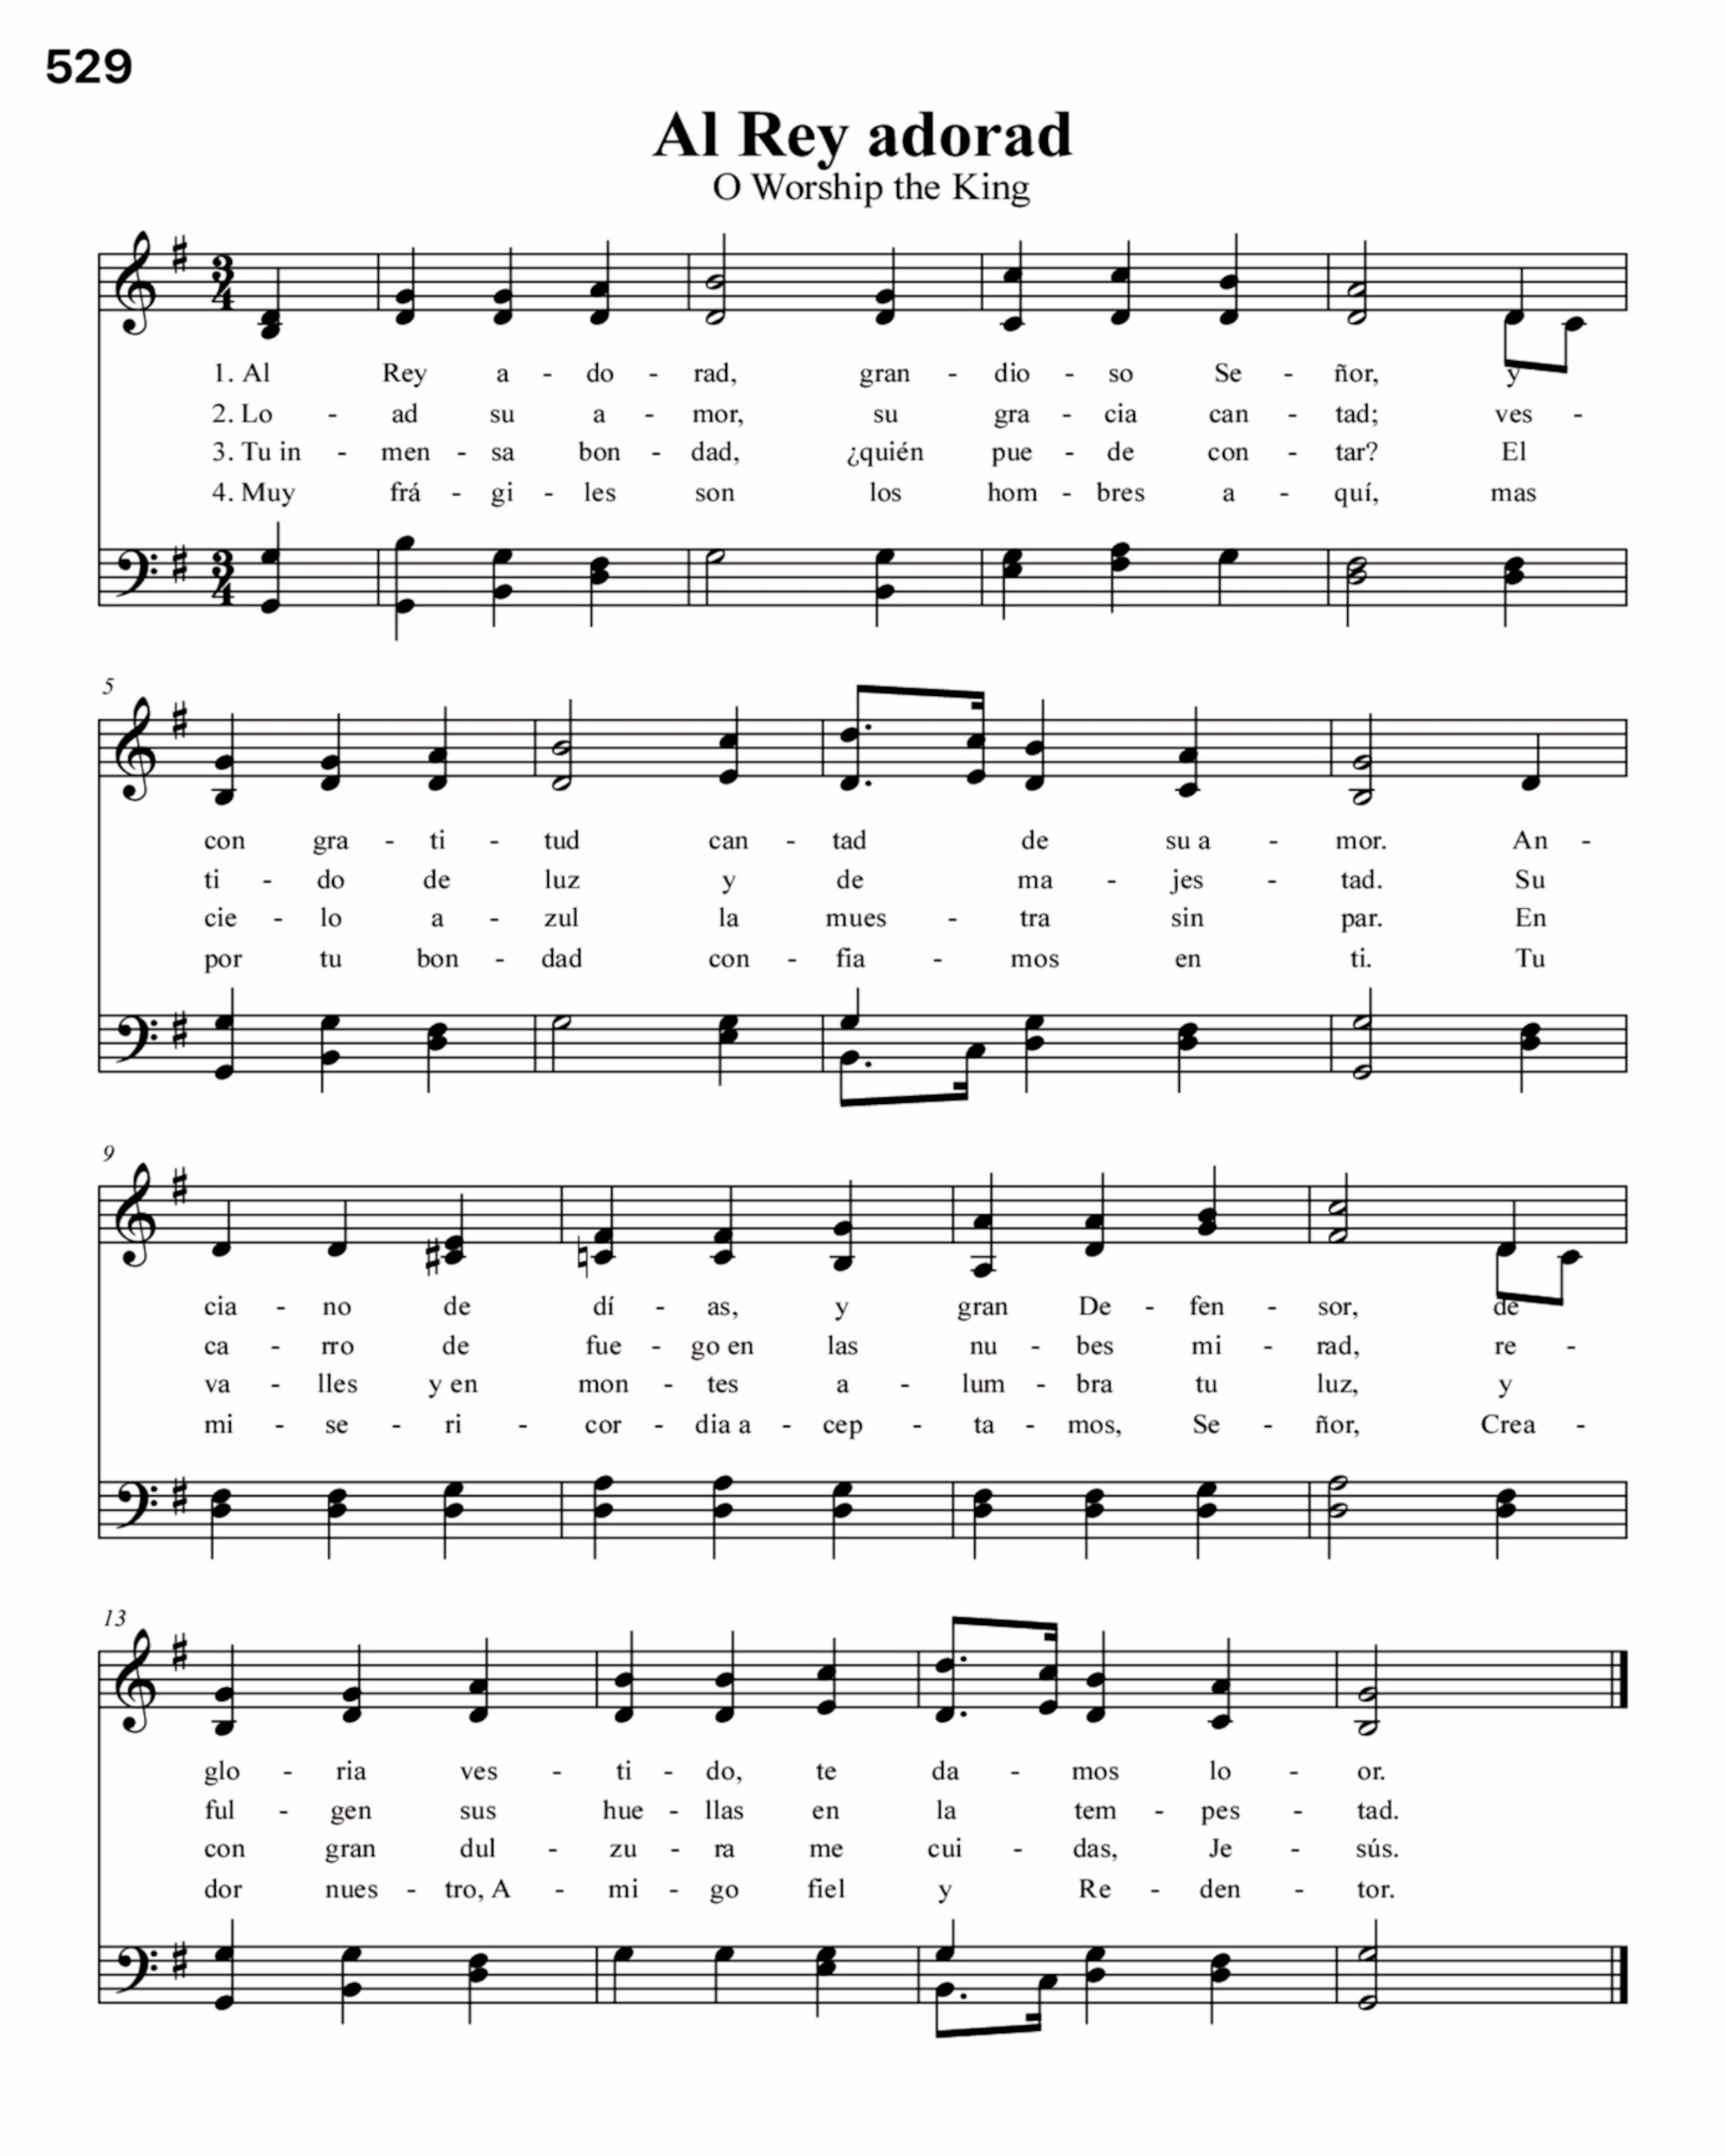 529
Al Rey adorad
O Worship the King
3 4
1. Al Rey a - do - rad, gran - dio - so Se - ñor, y
2. Lo - ad su a - mor, su gra - cia can - tad; ves -
3. Tu in - men - sa bon - dad, ¿quién pue - de con - tar? El
4. Muy frá - gi - les son los hom - bres a - quí, mas
3 4
5
con gra - ti - tud can - tad de su a - mor. An -
ti - do de luz y de ma - jes - tad. Su
cie - lo a - zul la mues - tra sin par. En
por tu bon - dad con - fia - mos en ti. Tu
9
cia - no de dí - as, y gran De - fen - sor, de
ca - rro de fue - go en las nu - bes mi - rad, re -
va - lles y en mon - tes a - lum - bra tu luz, y
mi - se - ri - cor - dia a - cep - ta - mos, Se - ñor, Crea -
13
glo - ria ves - ti - do, te da - mos lo - or.
ful - gen sus hue - llas en la tem - pes - tad.
con gran dul - zu - ra me cui - das, Je - sús.
dor nues - tro, A - mi - go fiel y Re - den - tor.